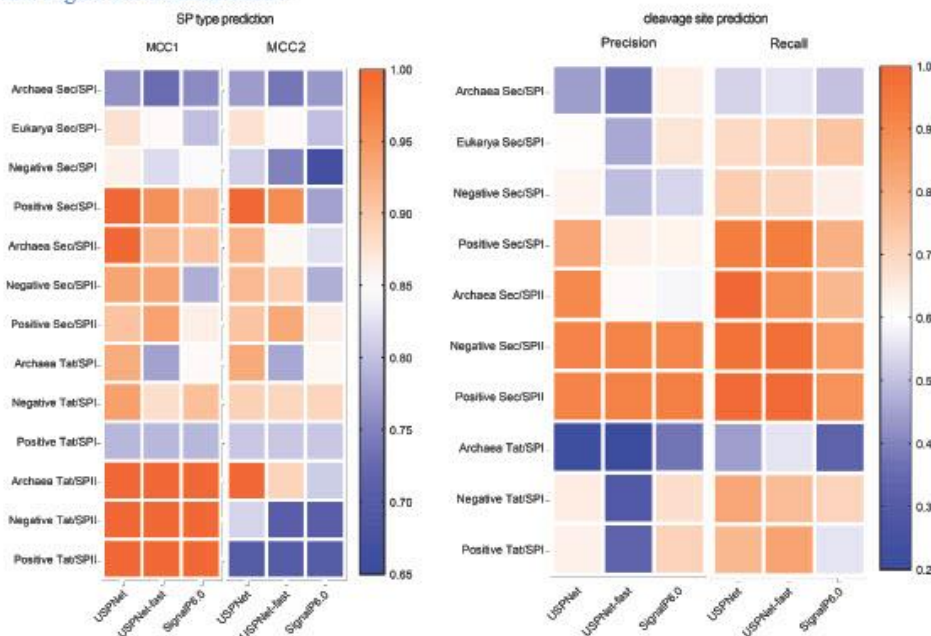 SP type prediction
MCC1 MCC2
Archaea Sec/SPI
Eukarya Sec/SPI
Negative Sec/SPI
Positive Sec/SPI
Archaea Sec/SPII
Negative Sec/SPII
Positive Sec/SPII
Archaea Tat/SPI
Negative Tat/SPI
Positive Tat/SPI
Archaea Tat/SPII
Negative Tat/SPII
Positive Tat/SPII
USPNet USPNet-fast SignalP6.0 USPNet USPNet-fast SignalP6.0
1.00
0.95
0.90
0.85
0.80
0.75
0.70
0.65
cleavage site prediction
Precision Recall
Archaea Sec/SPI
Eukarya Sec/SPI
Negative Sec/SPI
Positive Sec/SPI
Archaea Sec/SPII
Negative Sec/SPII
Positive Sec/SPII
Archaea Tat/SPI
Negative Tat/SPI
Positive Tat/SPI
USPNet USPNet-fast SignalP6.0 USPNet USPNet-fast SignalP6.0
1.0
0.9
0.8
0.7
0.6
0.5
0.4
0.3
0.2